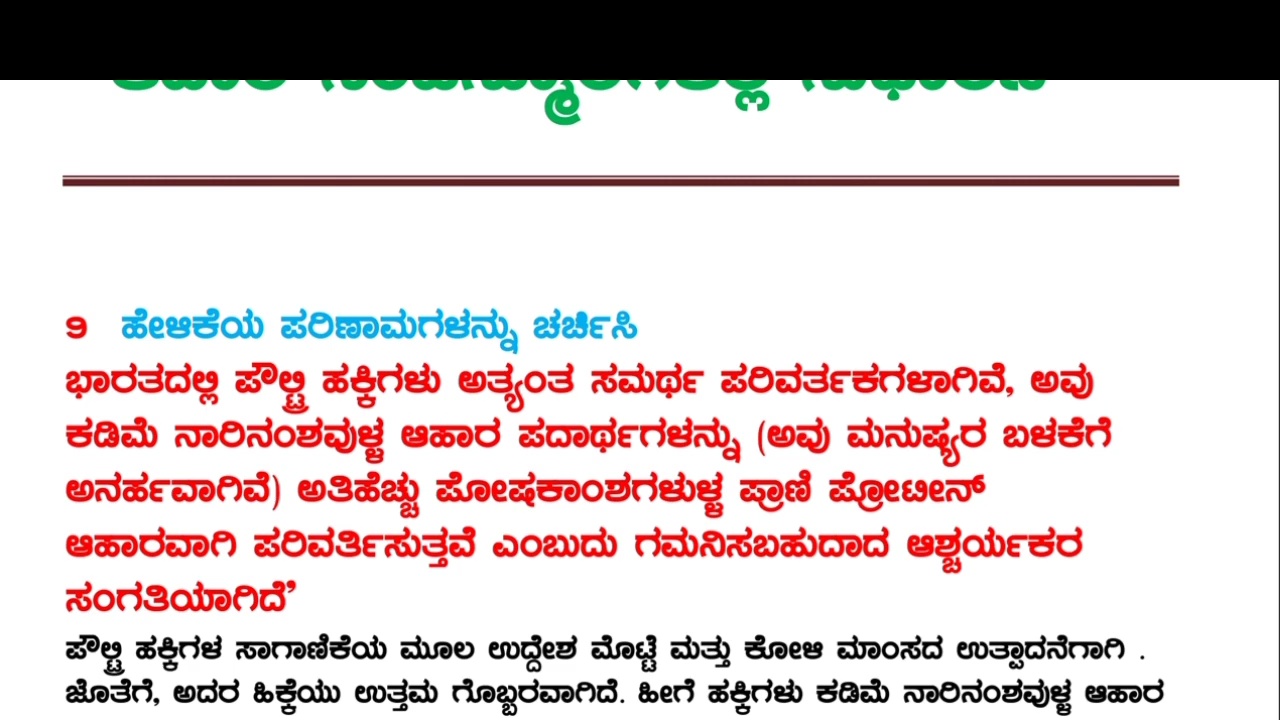 ೨ ಹೇಳಿಕೆಯ ಪರಿಣಾಮಗಳನ್ನು ಚರ್ಚಿಸಿ
ಭಾರತದಲ್ಲಿ ಪೌಲ್ಟ್ರಿ ಹಕ್ಕಿಗಳು ಅತ್ಯಂತ ಸಮರ್ಥ ಪರಿವರ್ತಕಗಳಾಗಿವೆ, ಅವು
ಕಡಿಮೆ ನಾರಿನಂಶವುಳ್ಳ ಆಹಾರ ಪದಾರ್ಥಗಳನ್ನು (ಅವು ಮನುಷ್ಯರ ಬಳಕೆಗೆ
ಅನರ್ಹವಾಗಿವೆ) ಅತಿಹೆಚ್ಚು ಪೋಷಕಾಂಶಗಳುಳ್ಳ ಪ್ರಾಣಿ ಪ್ರೋಟೀನ್
ಆಹಾರವಾಗಿ ಪರಿವರ್ತಿಸುತ್ತವೆ ಎಂಬುದು ಗಮನಿಸಬಹುದಾದ ಆಶ್ಚರ್ಯಕರ
ಸಂಗತಿಯಾಗಿದೆ’
ಪೌಲ್ಟ್ರಿ ಹಕ್ಕಿಗಳ ಸಾಗಾಣಿಕೆಯ ಮೂಲ ಉದ್ದೇಶ ಮೊಟ್ಟೆ ಮತ್ತು ಕೋಳಿ ಮಾಂಸದ ಉತ್ಪಾದನೆಗಾಗಿ .
ಜೊತೆಗೆ, ಅದರ ಹಿಕ್ಕೆಯು ಉತ್ತಮ ಗೊಬ್ಬರವಾಗಿದೆ. ಹೀಗೆ ಹಕ್ಕಿಗಳು ಕಡಿಮೆ ನಾರಿನಂಶವುಳ್ಳ ಆಹಾರ